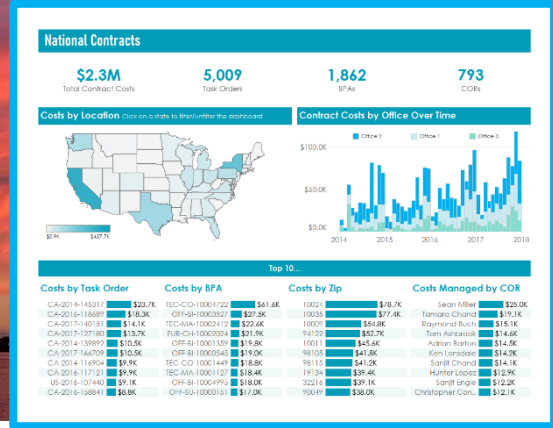 National Contracts
$2.3M
Total Contract Costs
5,009
Task Orders
1,862
BPAs
793
CORs
Costs by Location Click on a state to filter/unfilter the dashboard
Contract Costs by Office Over Time
Office 2 Office 1 Office 3
$100.0K
$50.0K
$0.0K
2014 2015 2016 2017 2018
$0.9K $457.7K
Top 10...
Costs by Task Order
CA-2014-145317 $23.7K
CA-2016-118689 $18.3K
CA-2017-140151 $14.1K
CA-2017-127180 $13.7K
CA-2014-139892 $10.5K
CA-2017-166709 $10.5K
CA-2014-116904 $9.9K
CA-2016-117121 $9.9K
US-2016-107440 $9.1K
CA-2016-158841 $8.8K
Costs by BPA
TEC-CO-10004722 $61.6K
OFF-BI-10003527 $27.5K
TEC-MA-10002412 $22.6K
FUR-CH-10002024 $21.9K
OFF-BI-10001359 $19.8K
OFF-BI-10000545 $19.0K
TEC-CO-10001449 $18.8K
TEC-MA-10001127 $18.4K
OFF-BI-10004995 $18.0K
OFF-SU-10000151 $17.0K
Costs by Zip
10024 $78.7K
10035 $77.4K
10009 $54.8K
94122 $52.7K
10011 $45.6K
98105 $41.8K
98115 $41.2K
19134 $39.4K
32216 $39.1K
90049 $38.0K
Costs Managed by COR
Sean Miller $25.0K
Tamara Chand $19.1K
Raymond Buch $15.1K
Tom Ashbrook $14.6K
Adrian Barton $14.5K
Ken Lonsdale $14.2K
Sanjit Chand $14.1K
Hunter Lopez $12.9K
Sanjit Engle $12.2K
Christopher Con.. $12.1K